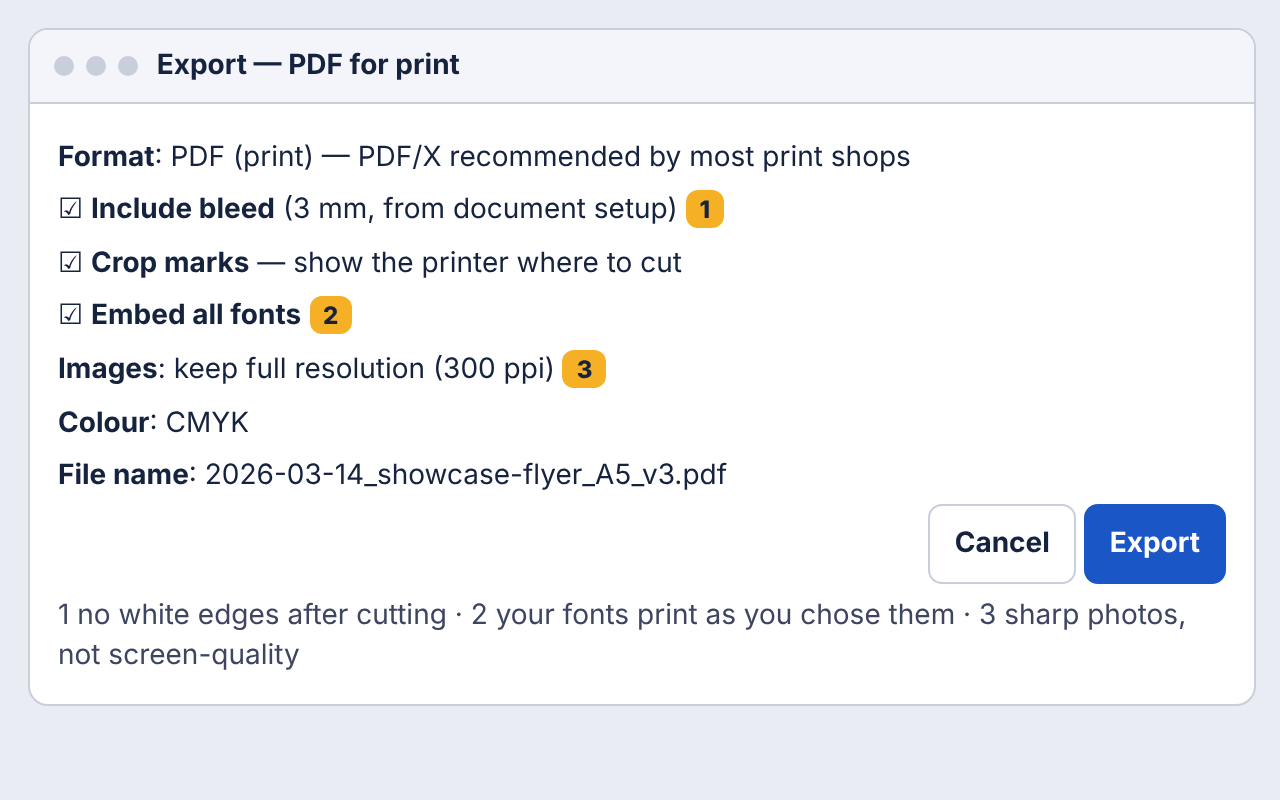 Export — PDF for print
Format: PDF (print) — PDF/X recommended by most print shops
☑ Include bleed (3 mm, from document setup) 1
☑ Crop marks — show the printer where to cut
☑ Embed all fonts 2
Images: keep full resolution (300 ppi) 3
Colour: CMYK
File name: 2026-03-14_showcase-flyer_A5_v3.pdf
Cancel Export
1 no white edges after cutting · 2 your fonts print as you chose them · 3 sharp photos,
not screen-quality